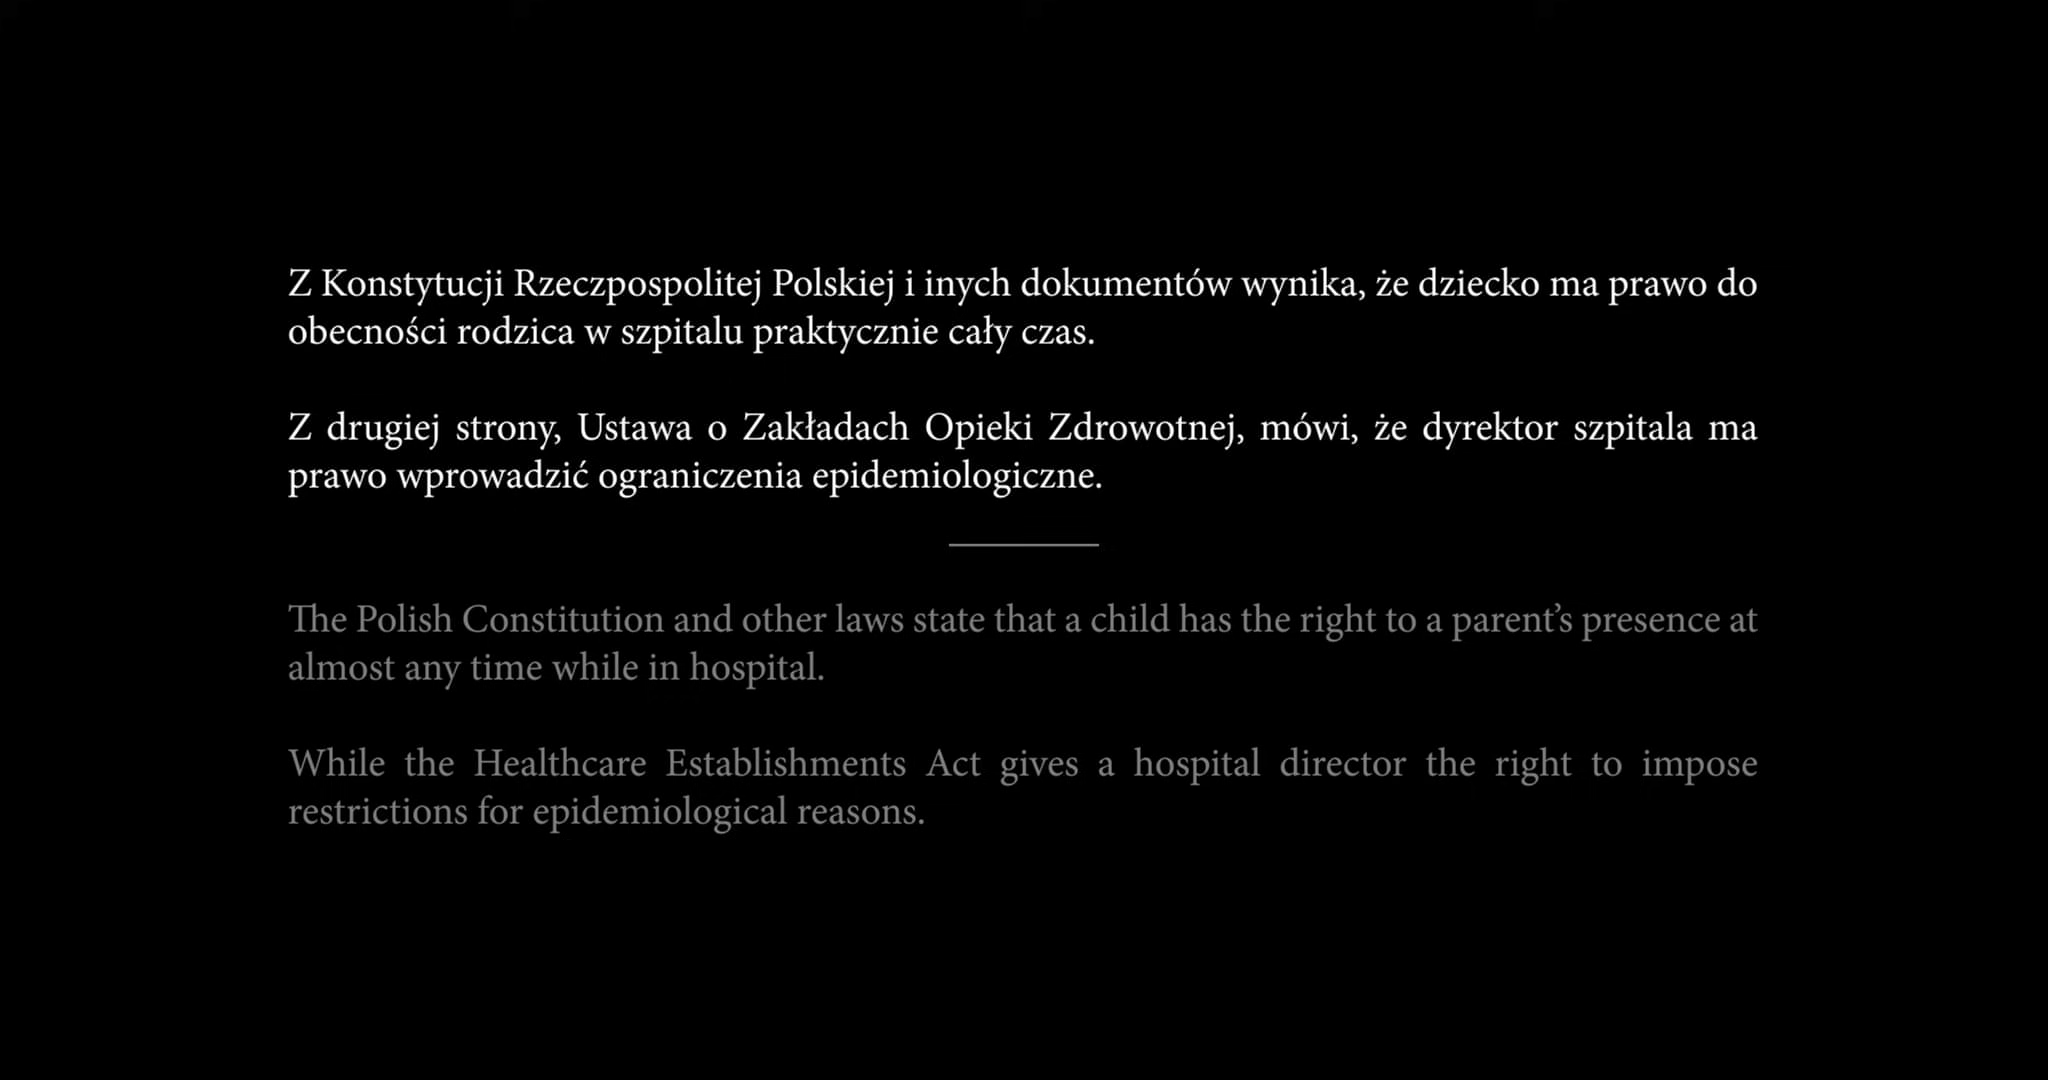 Z Konstytucji Rzeczpospolitej Polskiej i inych dokumentów wynika, że dziecko ma prawo do
obecności rodzica w szpitalu praktycznie cały czas.
Z drugiej strony, Ustawa o Zakładach Opieki Zdrowotnej, mówi, że dyrektor szpitala ma
prawo wprowadzić ograniczenia epidemiologiczne.
The Polish Constitution and other laws state that a child has the right to a parent’s presence at
almost any time while in hospital.
While the Healthcare Establishments Act gives a hospital director the right to impose
restrictions for epidemiological reasons.